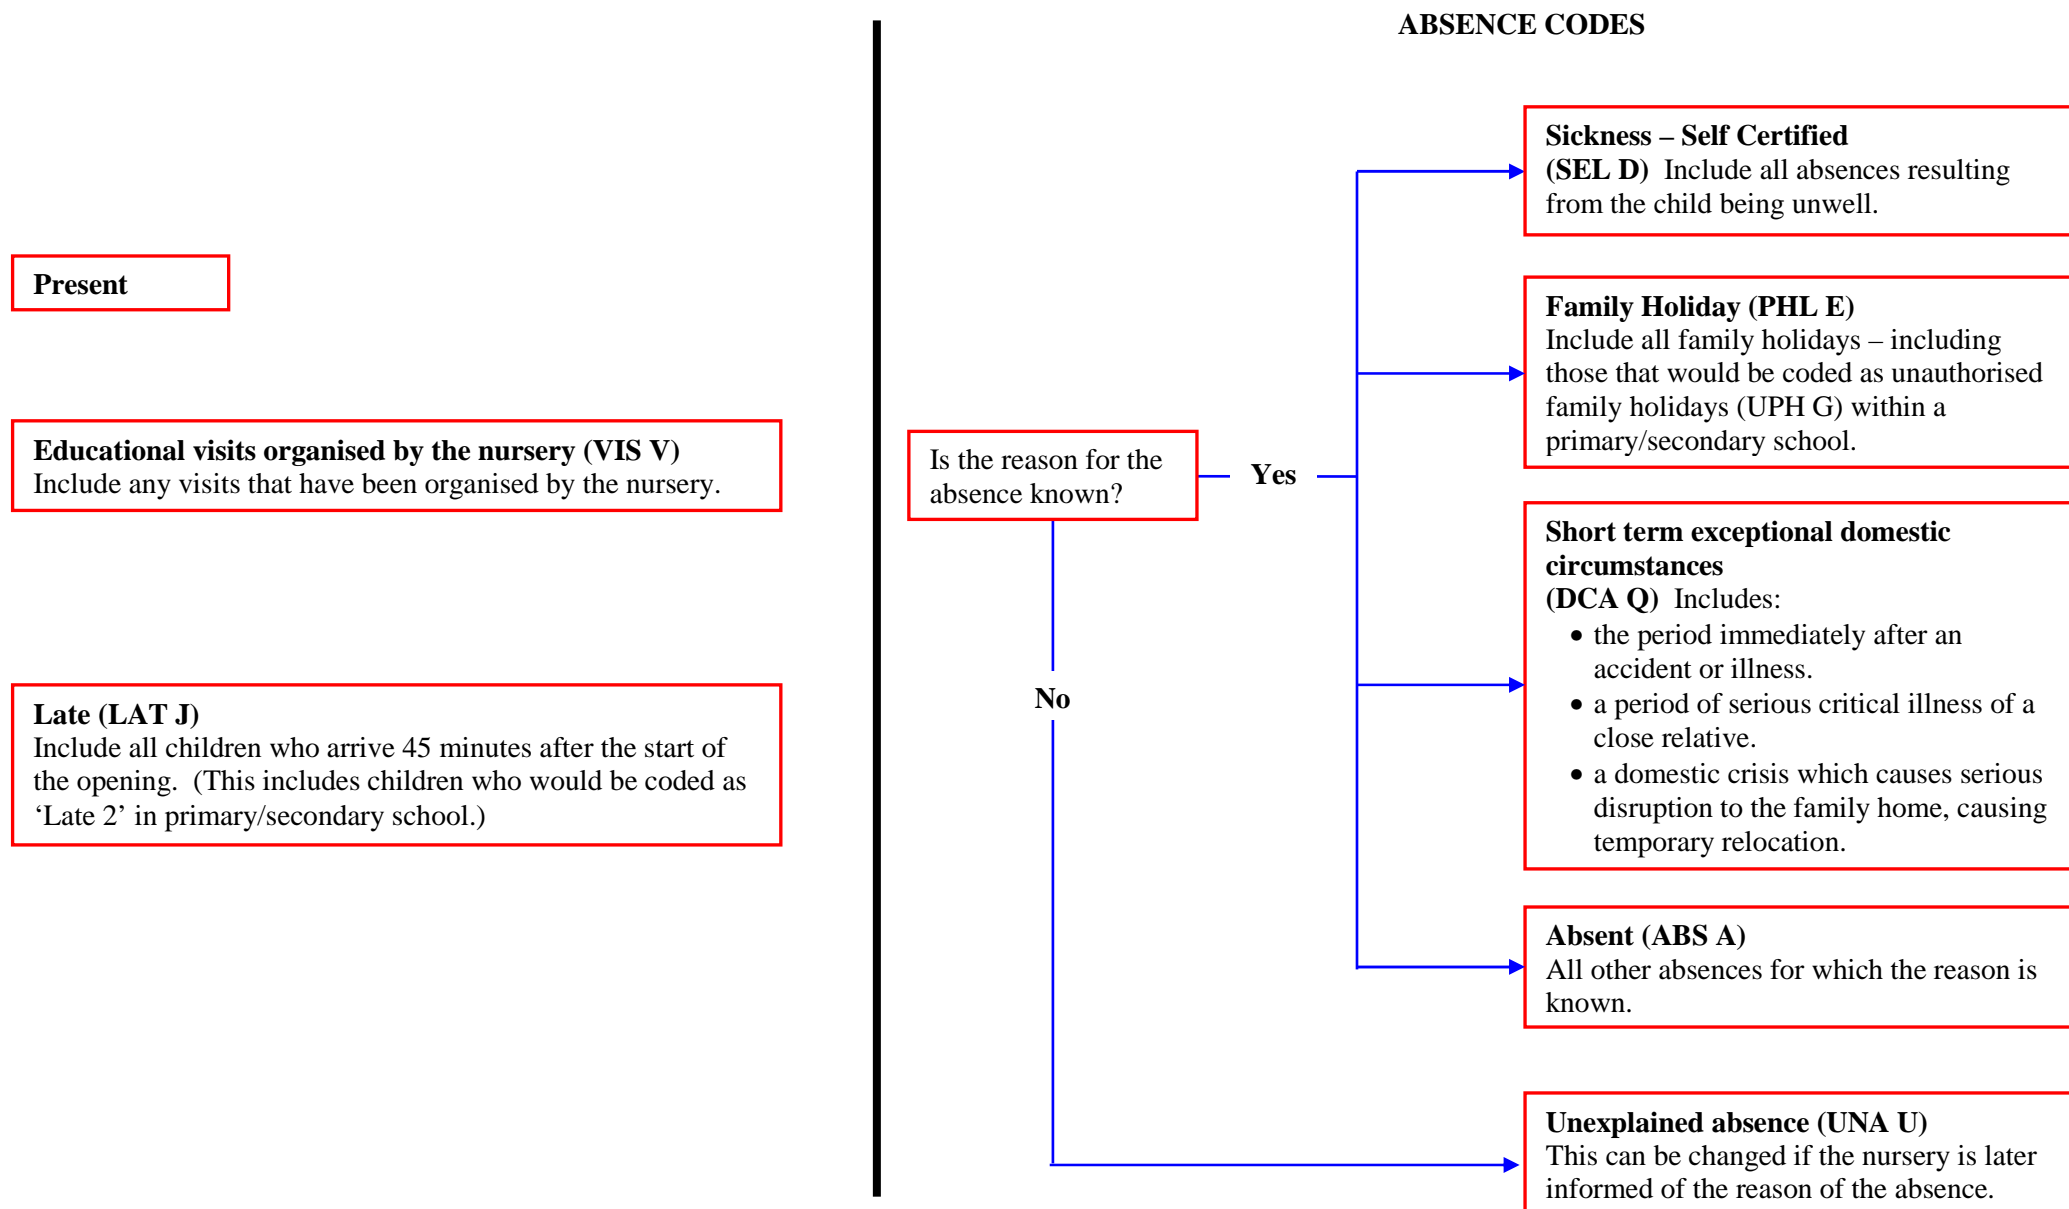 ABSENCE CODES
Present
Educational visits organised by the nursery (VIS V)
Include any visits that have been organised by the nursery.
Late (LAT J)
Include all children who arrive 45 minutes after the start of
the opening.  (This includes children who would be coded as
‘Late 2’ in primary/secondary school.)
Is the reason for the
absence known?
Yes
No
Sickness – Self Certified
(SEL D)  Include all absences resulting
from the child being unwell.
Family Holiday (PHL E)
Include all family holidays – including
those that would be coded as unauthorised
family holidays (UPH G) within a
primary/secondary school.
Short term exceptional domestic
circumstances
(DCA Q)  Includes:
• the period immediately after an
accident or illness.
• a period of serious critical illness of a
close relative.
• a domestic crisis which causes serious
disruption to the family home, causing
temporary relocation.
Absent (ABS A)
All other absences for which the reason is
known.
Unexplained absence (UNA U)
This can be changed if the nursery is later
informed of the reason of the absence.